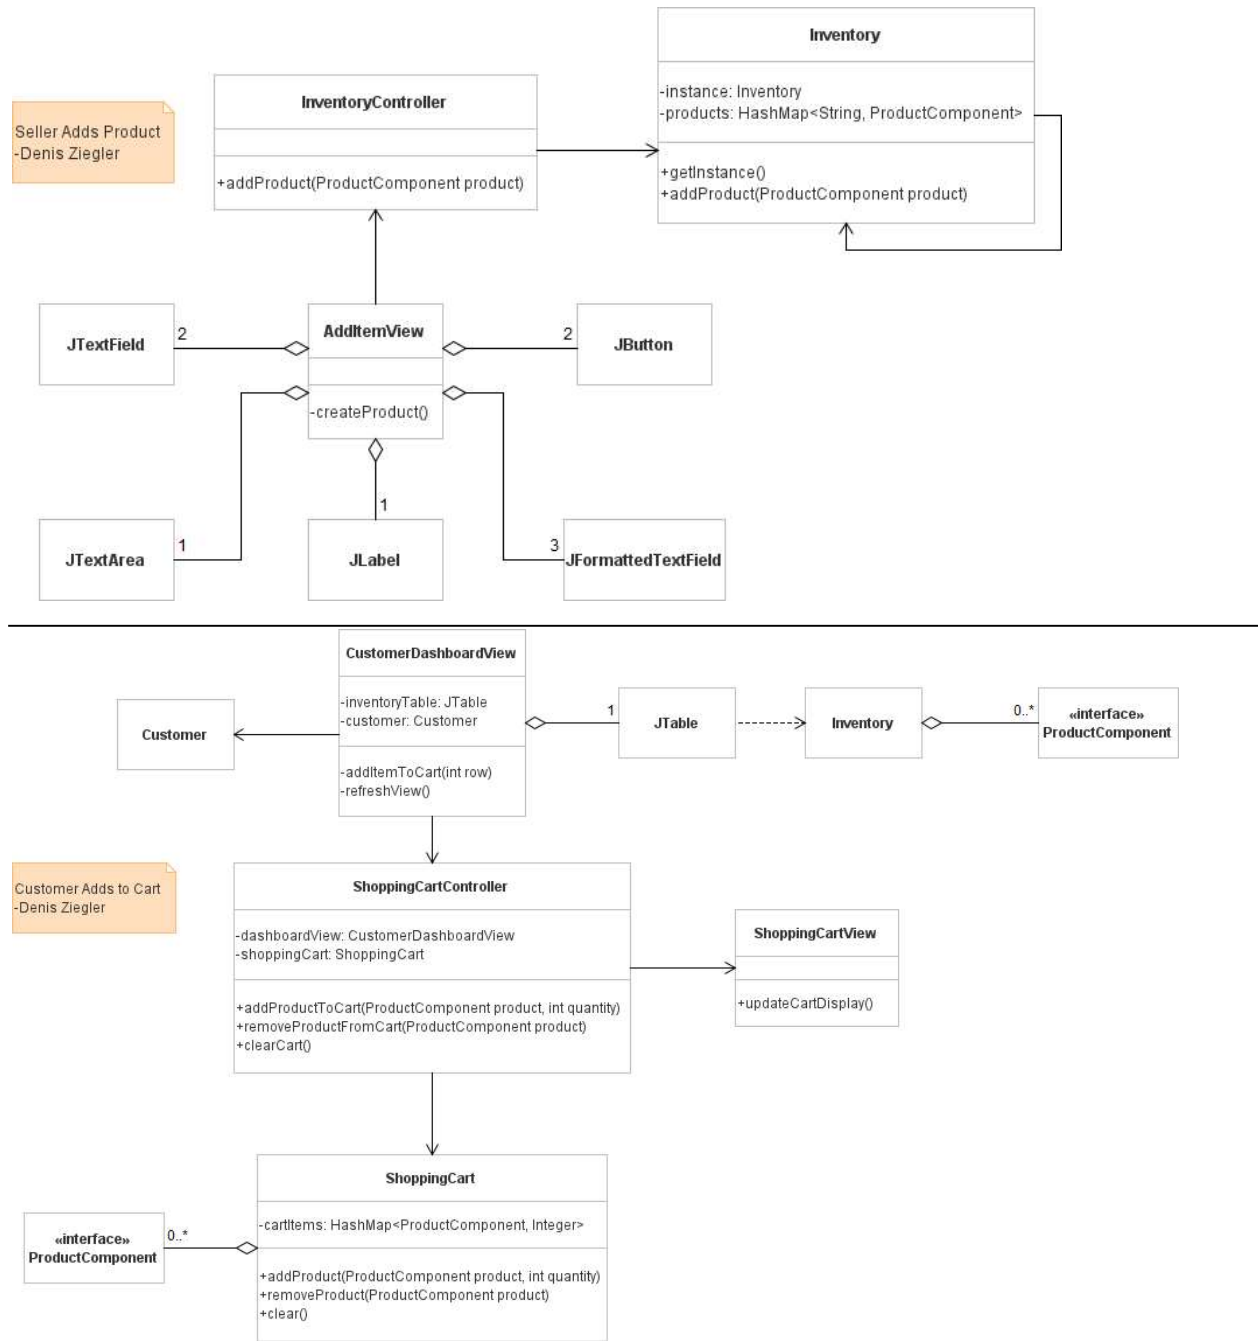 Inventory
-instance: Inventory
-products: HashMap<String, ProductComponent>
+getInstance()
+addProduct(ProductComponent product)
InventoryController
+addProduct(ProductComponent product)
Seller Adds Product
-Denis Ziegler
JTextField
2
AddItemView
-createProduct()
2
JButton
JTextArea
1
1
JLabel
3
JFormattedTextField
CustomerDashboardView
-inventoryTable: JTable
-customer: Customer
-addItemToCart(int row)
-refreshView()
Customer
1
JTable
Inventory
0..*
«interface»
ProductComponent
Customer Adds to Cart
-Denis Ziegler
ShoppingCartController
-dashboardView: CustomerDashboardView
-shoppingCart: ShoppingCart
+addProductToCart(ProductComponent product, int quantity)
+removeProductFromCart(ProductComponent product)
+clearCart()
ShoppingCartView
+updateCartDisplay()
ShoppingCart
-cartItems: HashMap<ProductComponent, Integer>
+addProduct(ProductComponent product, int quantity)
+removeProduct(ProductComponent product)
+clear()
«interface»
ProductComponent
0..*